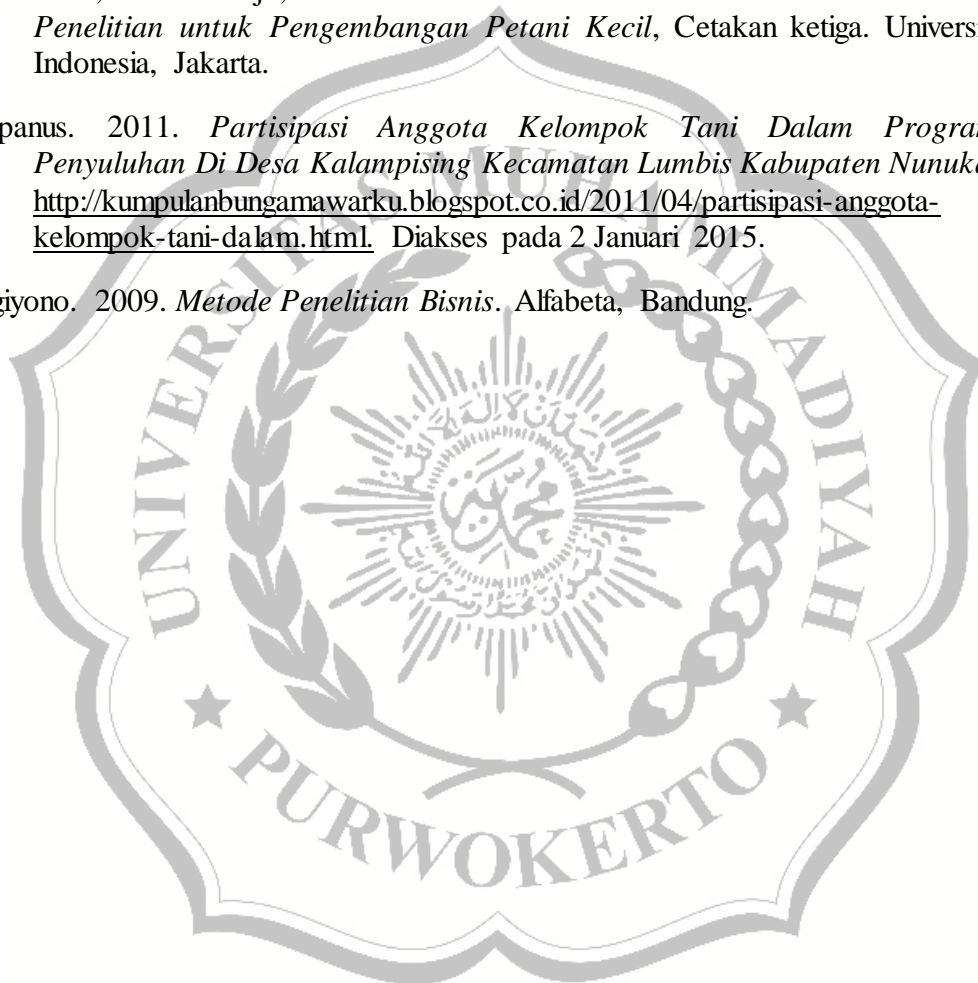 Penelitian untuk Pengembangan Petani Kecil, Cetakan ketiga. Universi
Indonesia, Jakarta.
panus. 2011. Partisipasi Anggota Kelompok Tani Dalam Progra
Penyuluhan Di Desa Kalampising Kecamatan Lumbis Kabupaten Nunuka
http://kumpulanbungamawarku.blogspot.co.id/2011/04/partisipasi-anggota-
kelompok-tani-dalam.html. Diakses pada 2 Januari 2015.
giyono. 2009. Metode Penelitian Bisnis. Alfabeta, Bandung.
UNIVERSITAS MUHAMMADIYAH
PURWOKERTO